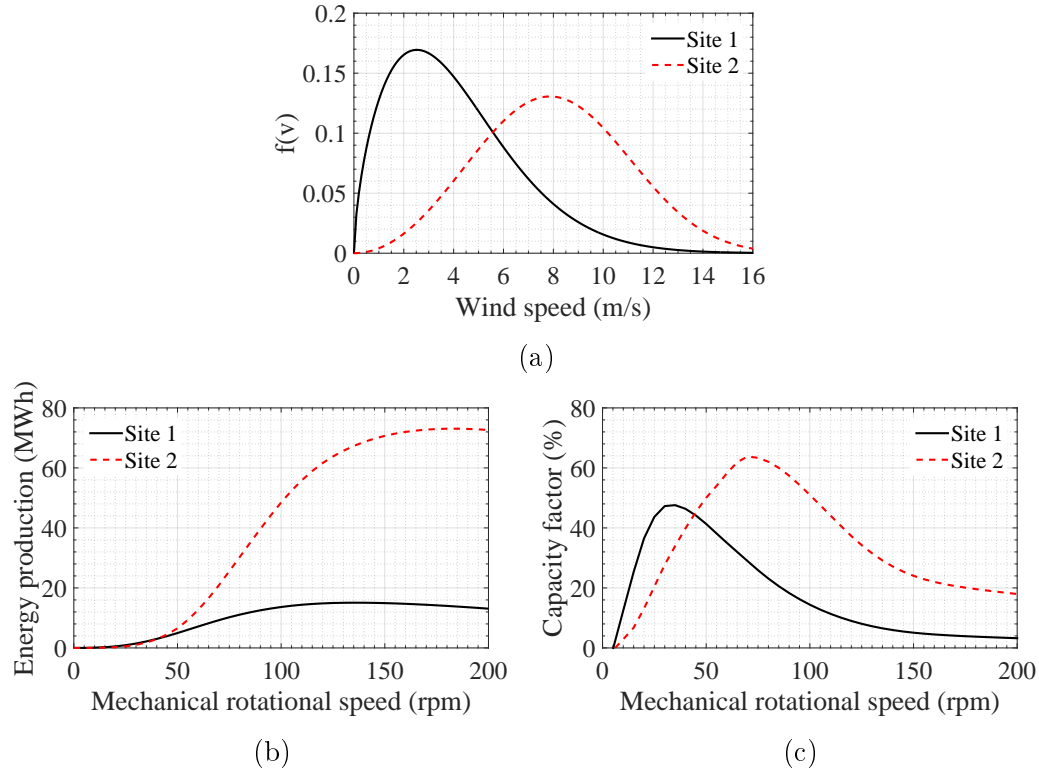 0.2
0.15
0.1
0.05
0
f(v)
Site 1
Site 2
0 2 4 6 8 10 12 14 16
Wind speed (m/s)
(a)
80
60
40
20
0
Energy production (MWh)
Site 1
Site 2
0 50 100 150 200
Mechanical rotational speed (rpm)
(b)
80
60
40
20
0
Capacity factor (%)
Site 1
Site 2
0 50 100 150 200
Mechanical rotational speed (rpm)
(c)